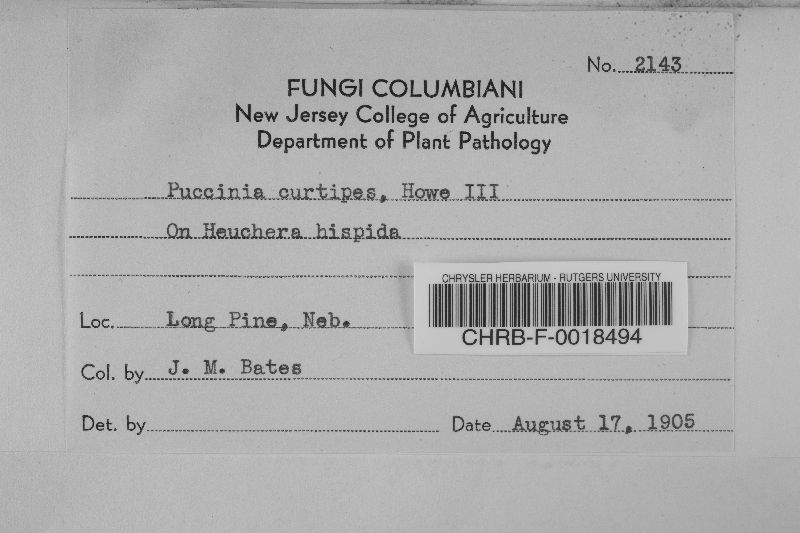 No. 2143
FUNGI COLUMBIANI
New Jersey College of Agriculture
Department of Plant Pathology
Puccinia curtipes, Howe III
On Heuchera hispida
CHRYSLER HERBARIUM - RUTGERS UNIVERSITY
CHRB-F-0018494
Loc. Long Pine, Neb.
Col. by J. M. Bates
Det. by Date August 17, 1905